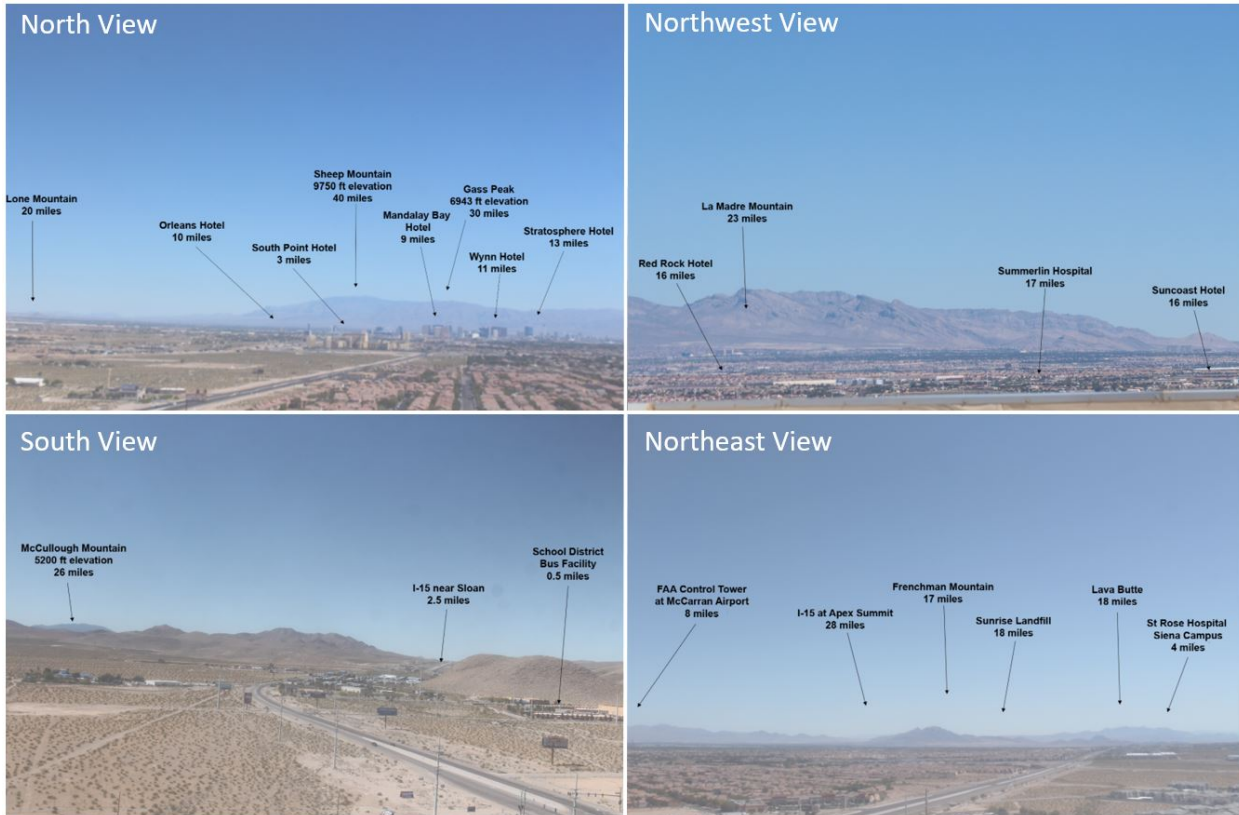 North View
Lone Mountain
20 miles
Orleans Hotel
10 miles
South Point Hotel
3 miles
Sheep Mountain
9750 ft elevation
40 miles
Mandalay Bay
Hotel
9 miles
Gass Peak
6943 ft elevation
30 miles
Wynn Hotel
11 miles
Stratosphere Hotel
13 miles
Northwest View
Red Rock Hotel
16 miles
La Madre Mountain
23 miles
Summerlin Hospital
17 miles
Suncoast Hotel
16 miles
South View
McCullough Mountain
5200 ft elevation
26 miles
I-15 near Sloan
2.5 miles
School District
Bus Facility
0.5 miles
Northeast View
FAA Control Tower
at McCarran Airport
8 miles
I-15 at Apex Summit
28 miles
Frenchman Mountain
17 miles
Sunrise Landfill
18 miles
Lava Butte
18 miles
St Rose Hospital
Siena Campus
4 miles